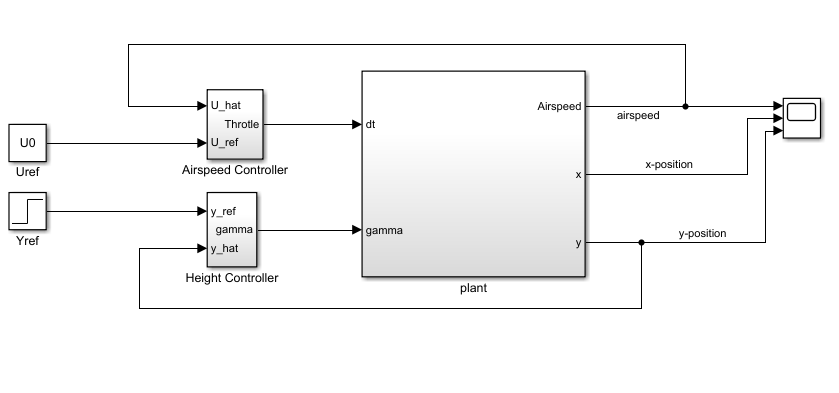 U_hat
Throtle
U_ref
Airspeed Controller
U0
Uref
y_ref
gamma
y_hat
Height Controller
Yref
dt
gamma
Airspeed
x
y
plant
airspeed
x-position
y-position